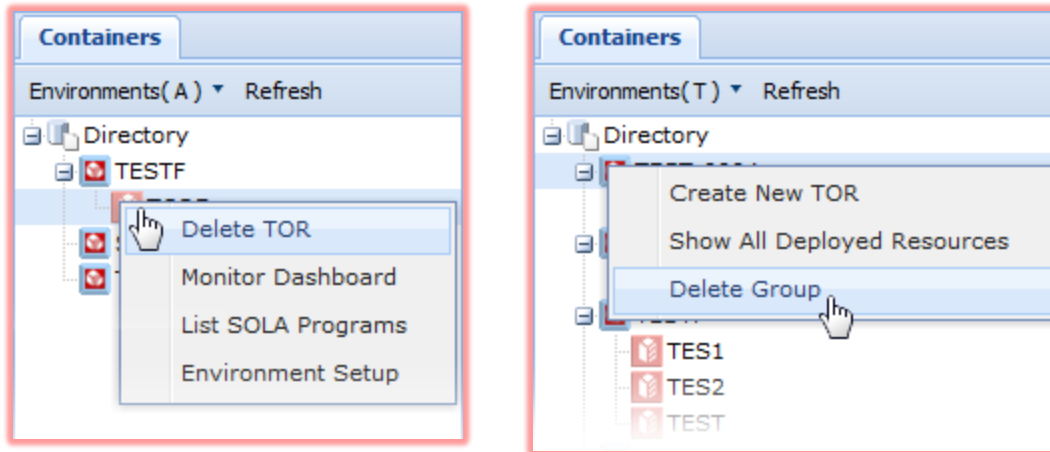 Containers
Environments(A) Refresh
Directory
TESTF
Delete TOR
Monitor Dashboard
List SOLA Programs
Environment Setup
Containers
Environments(T) Refresh
Directory
Create New TOR
Show All Deployed Resources
Delete Group
TES1
TES2
TEST